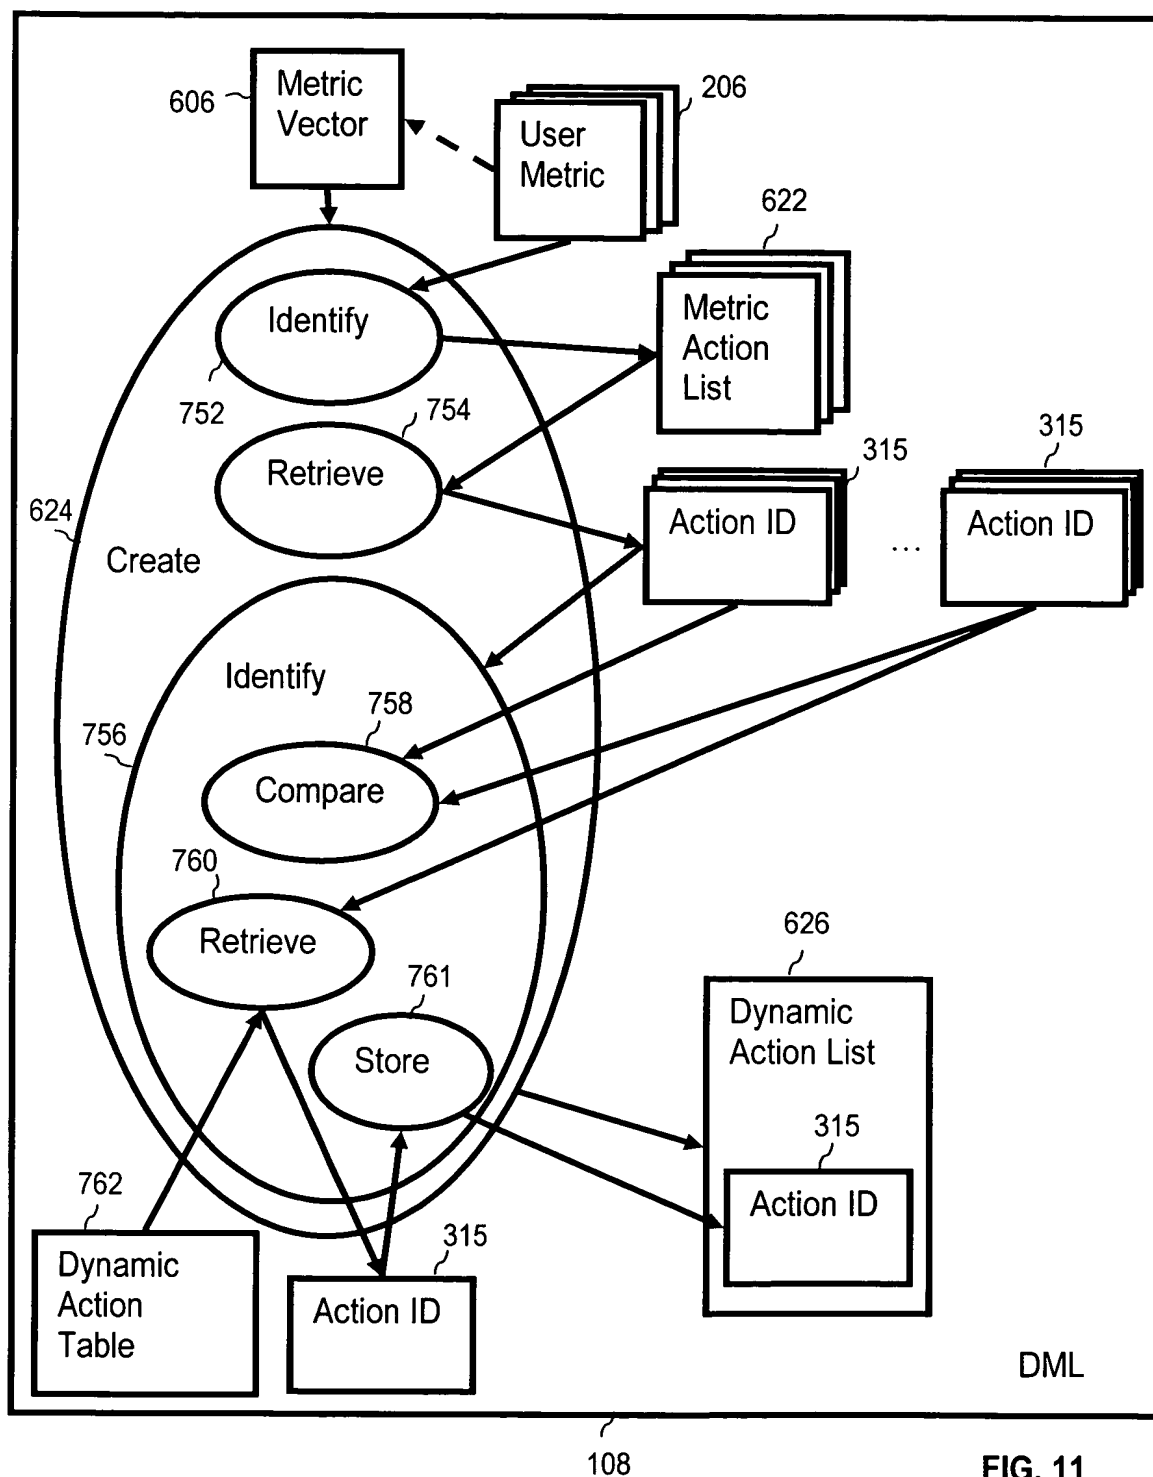 Metric
Vector
606
User
Metric
206
622
Identify
Metric
Action
List
752
754
Retrieve
315
315
Action ID
...
Action ID
624
Create
Identify
756
758
Compare
760
Retrieve
626
761
Dynamic
Action List
Store
315
Action ID
762
Dynamic
Action
Table
315
Action ID
DML
108
FIG. 11